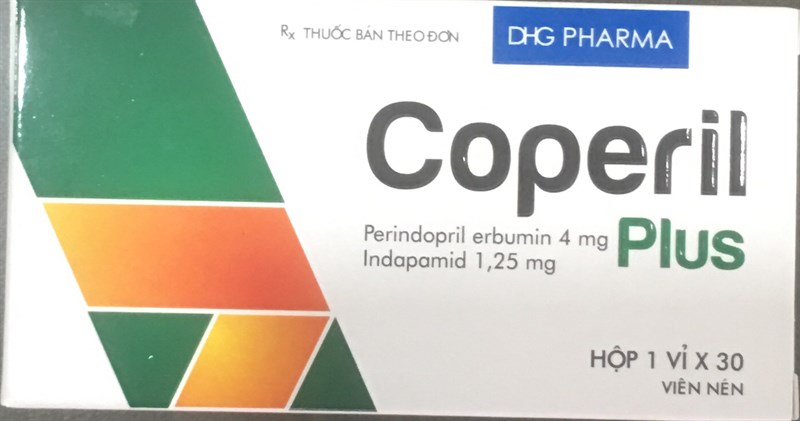 Rx THUỐC BÁN THEO ĐƠN
DHG PHARMA
Coperil
Plus
Perindopril erbumin 4 mg
Indapamid 1,25 mg
HỘP 1 VỈ X 30
VIÊN NÉN